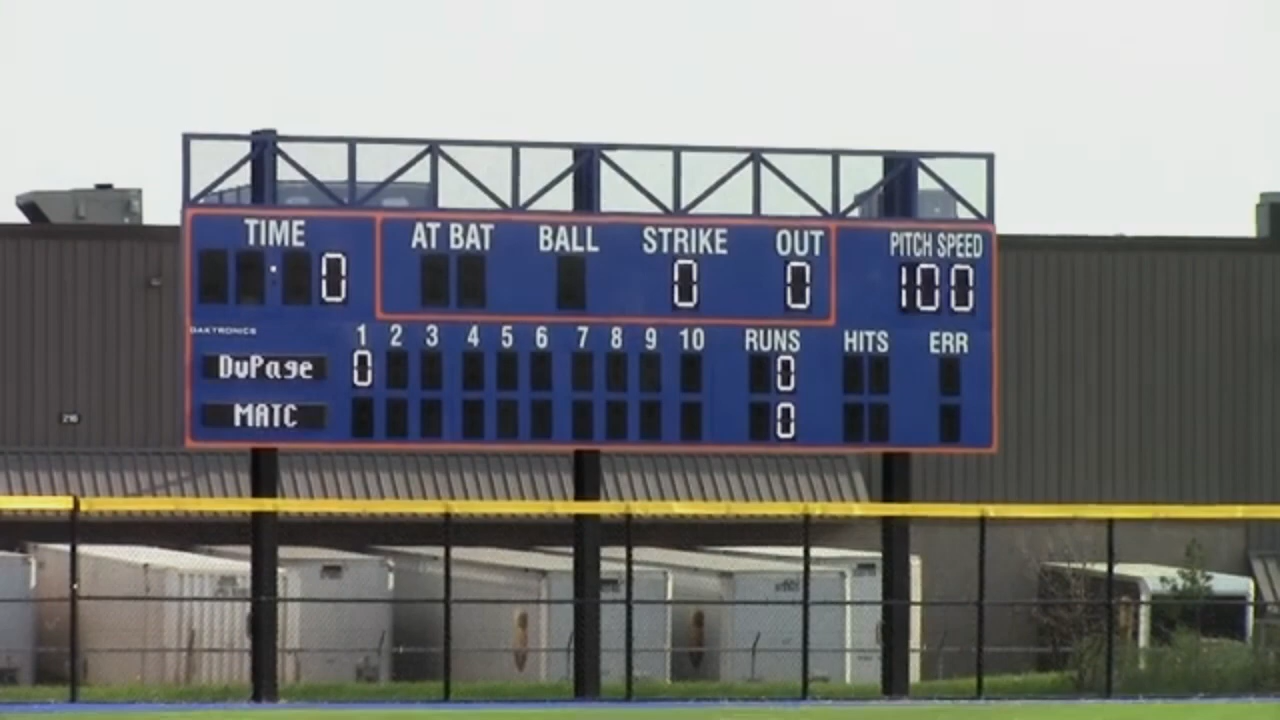 TIME AT BAT BALL STRIKE OUT PITCH SPEED
: 0 0 0 100
DAKTRONICS 1 2 3 4 5 6 7 8 9 10 RUNS HITS ERR
DuPage 0 0
MATC 0
216